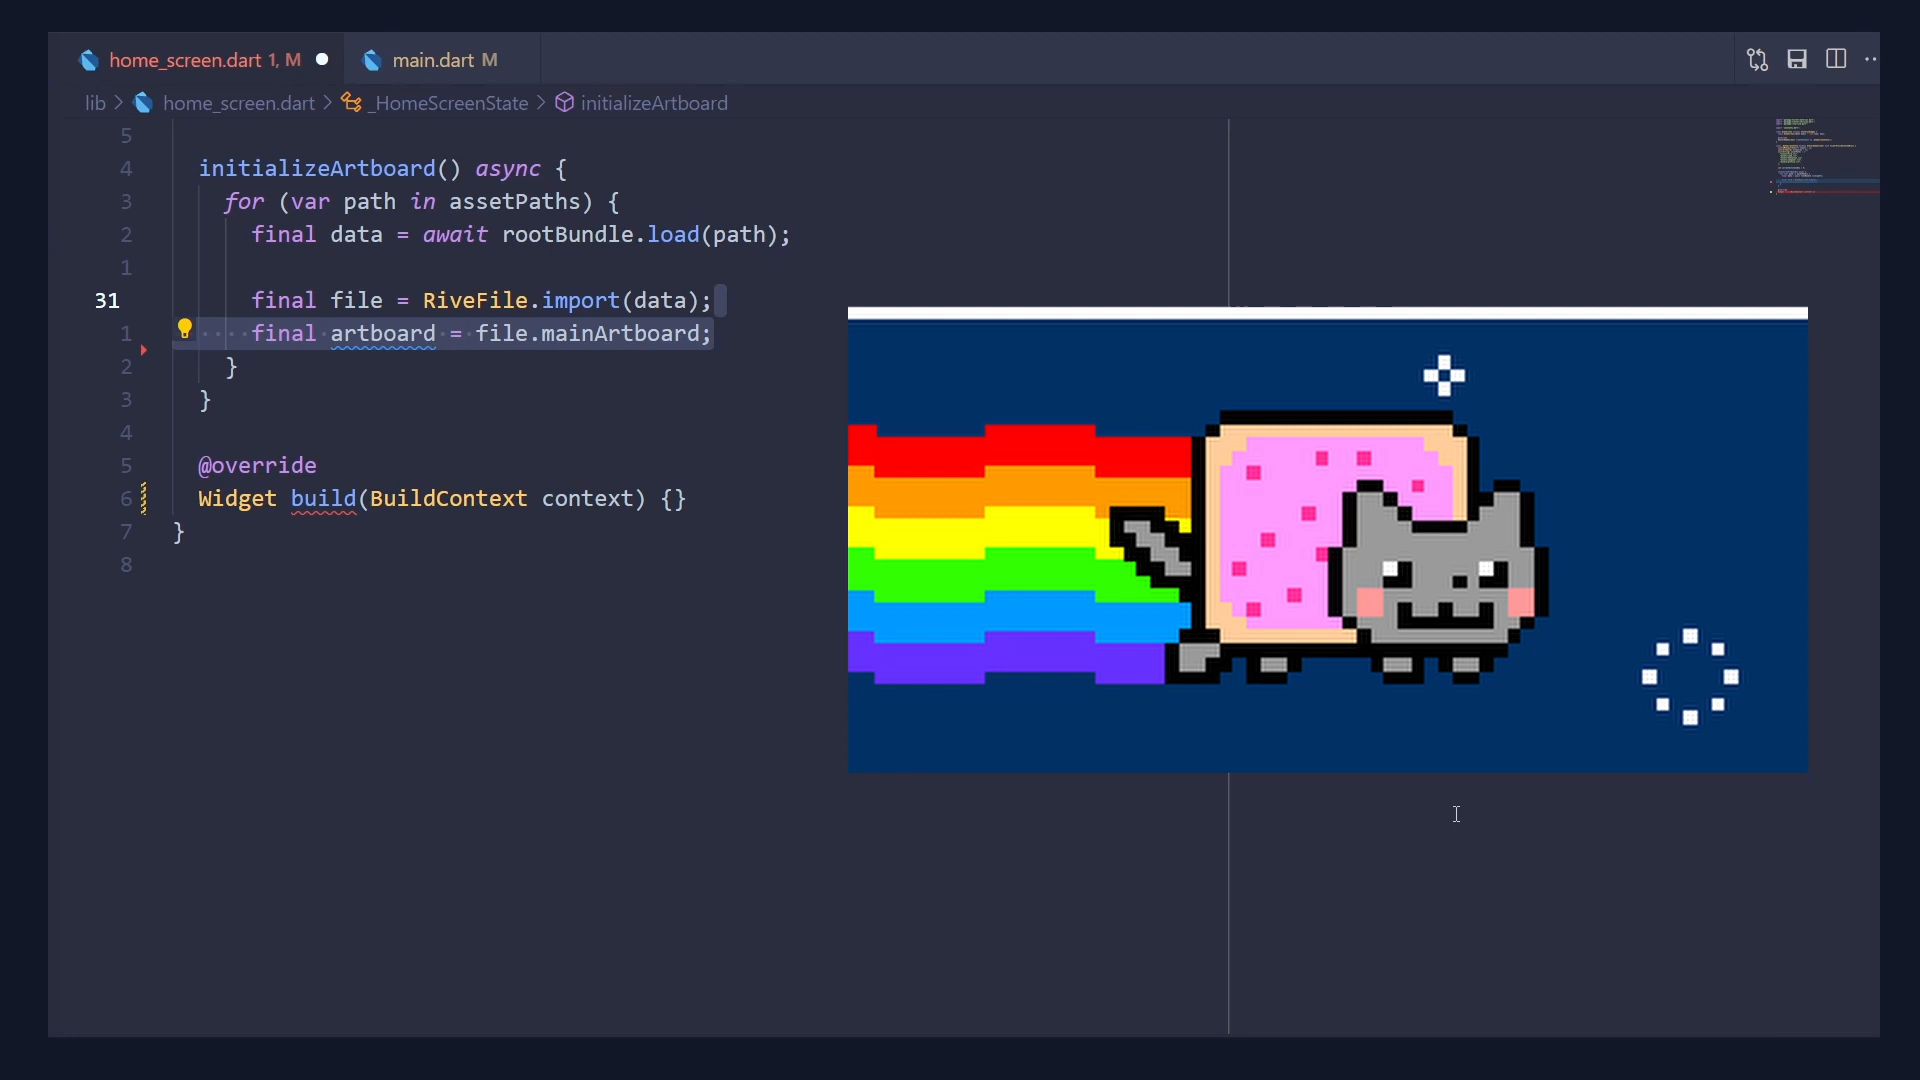 home_screen.dart 1, M
main.dart M
lib > home_screen.dart > _HomeScreenState > initializeArtboard
5
4 initializeArtboard() async {
3 for (var path in assetPaths) {
2 final data = await rootBundle.load(path);
1
31 final file = RiveFile.import(data);
1 ····final·artboard·=·file.mainArtboard;
2 }
3 }
4
5 @override
6 Widget build(BuildContext context) {}
7 }
8